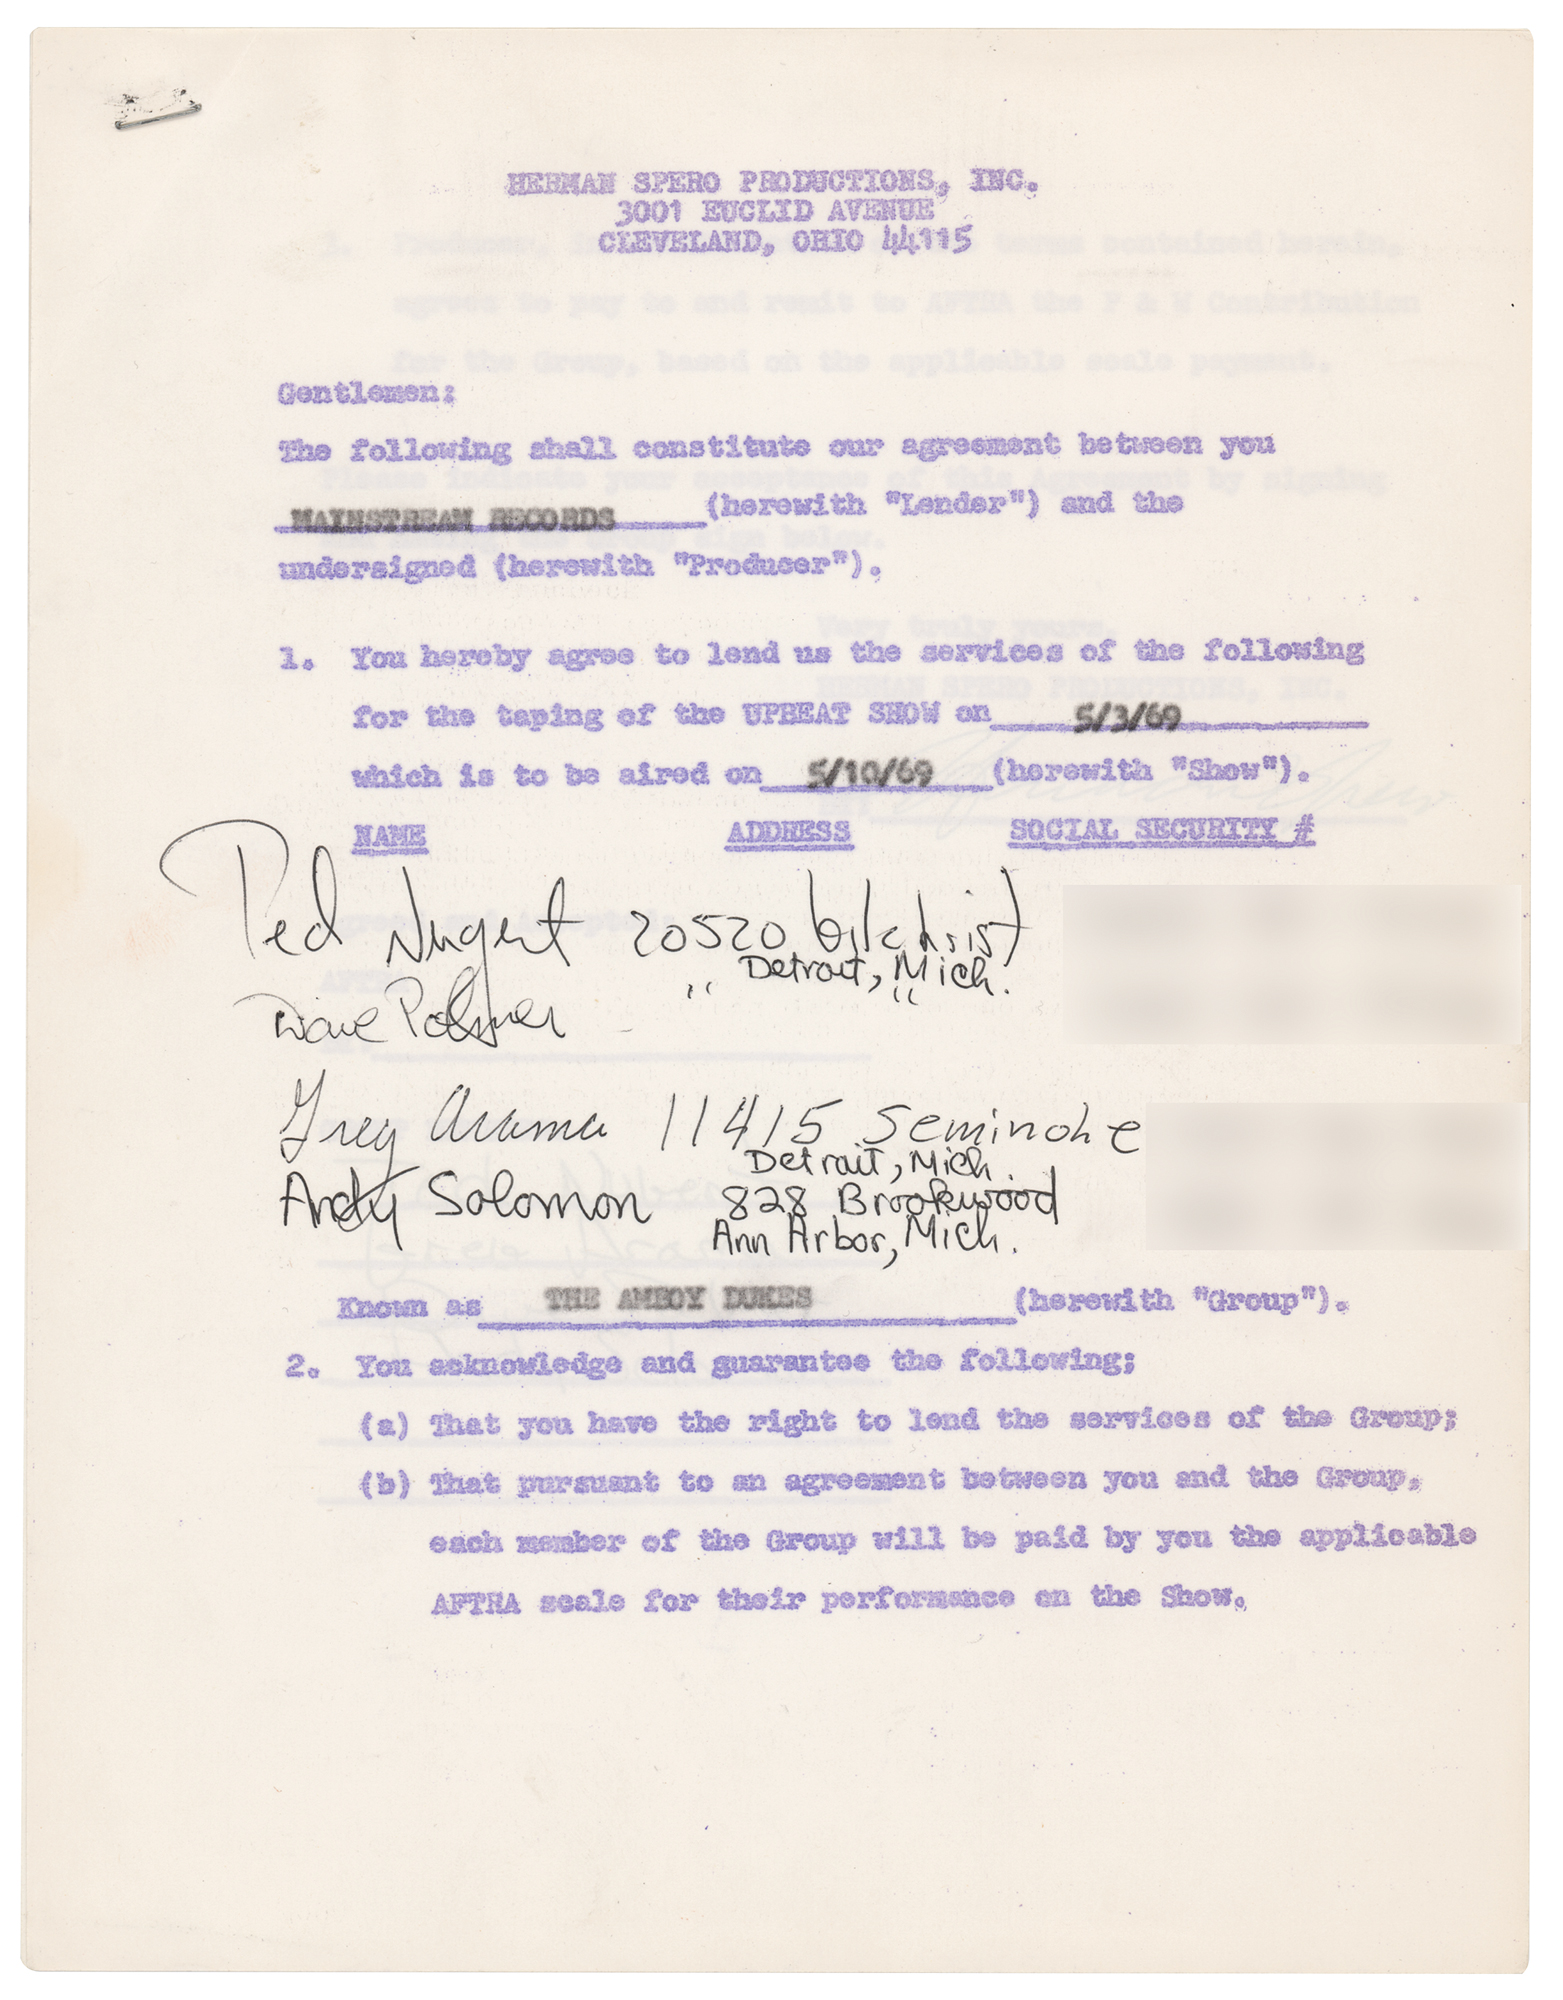 HERMAN SPERO PRODUCTIONS, INC.
3001 EUCLID AVENUE
CLEVELAND, OHIO 44115
Gentlemen:
The following shall constitute our agreement between you
MAINSTREAM RECORDS (herewith "Lender") and the
undersigned (herewith "Producer").
1. You hereby agree to lend us the services of the following
for the taping of the UPBEAT SHOW on 5/3/69
which is to be aired on 5/10/69 (herewith "Show").
NAME ADDRESS SOCIAL SECURITY #
Ted Nugent 20520 Gilchrist
Detroit, Mich.
Dave Palmer " "
Greg Arama 11415 Seminole
Detroit, Mich.
Andy Solomon 828 Brookwood
Ann Arbor, Mich.
Known as THE AMBOY DUKES (herewith "Group").
2. You acknowledge and guarantee the following;
(a) That you have the right to lend the services of the Group;
(b) That pursuant to an agreement between you and the Group,
each member of the Group will be paid by you the applicable
AFTRA scale for their performance on the Show.